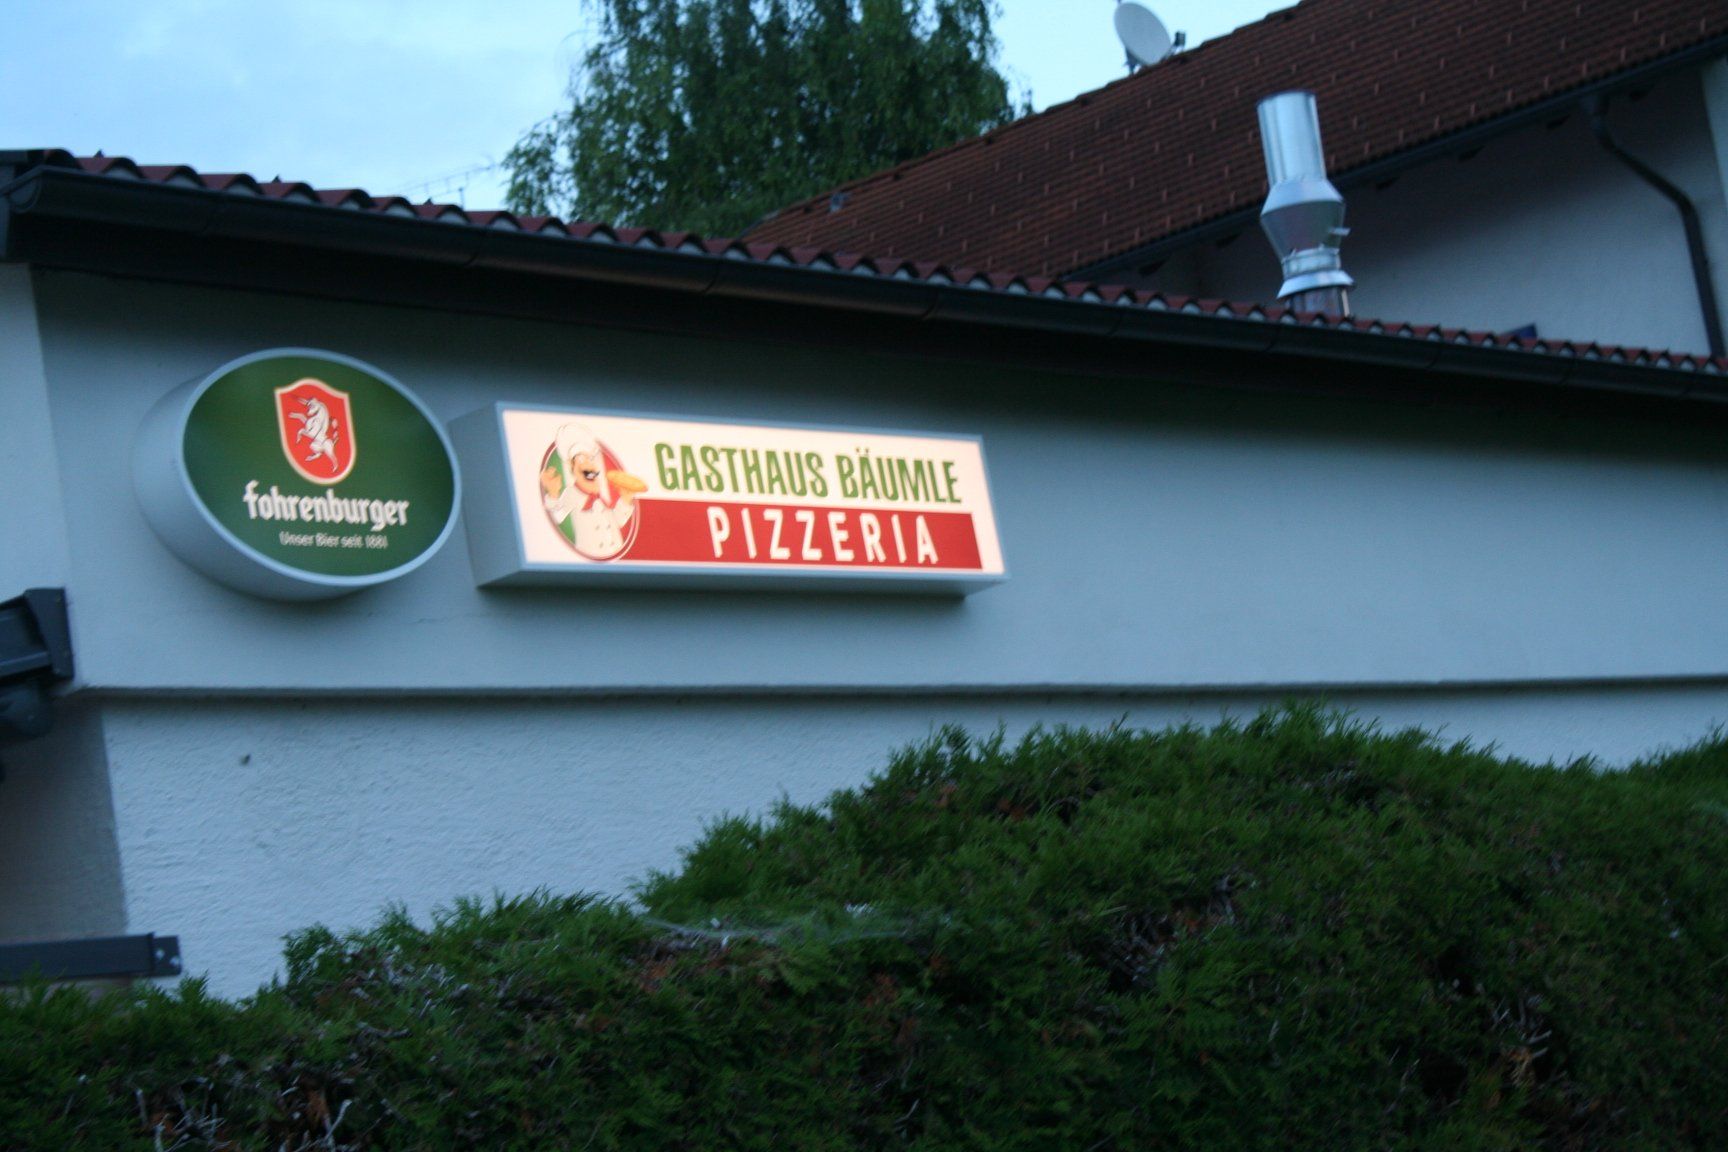 fohrenburger
Unser Bier seit 1881
GASTHAUS BÄUMLE
PIZZERIA